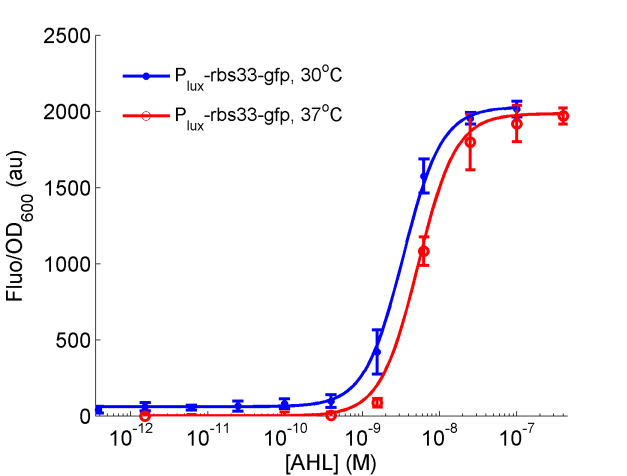 2500
P_lux-rbs33-gfp, 30°C
2000
P_lux-rbs33-gfp, 37°C
1500
1000
500
0
Fluo/OD_600 (au)
10^-12 10^-11 10^-10 10^-9 10^-8 10^-7
[AHL] (M)